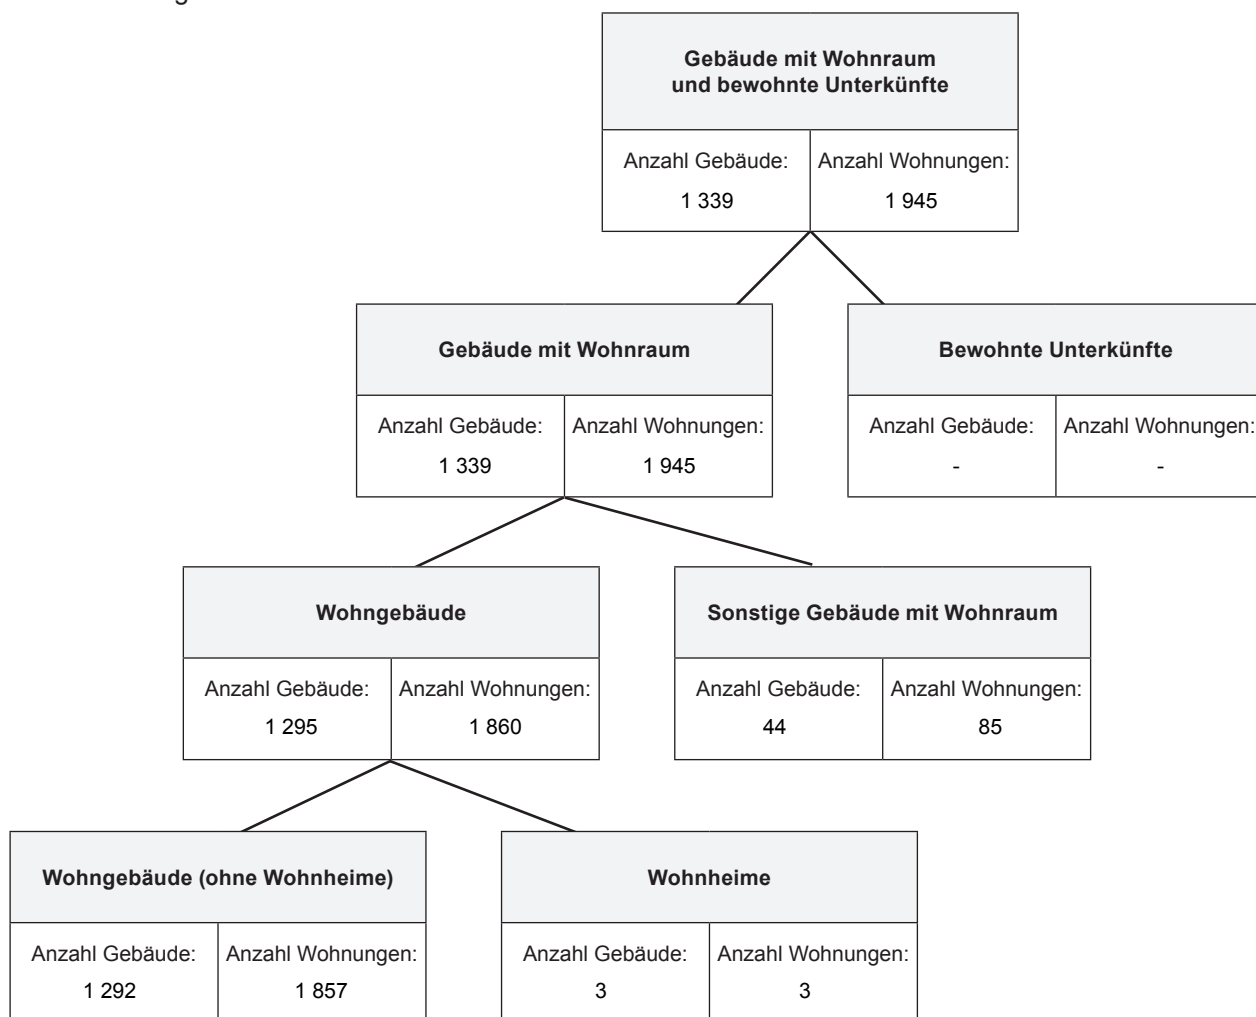 Gebäude mit Wohnraum
und bewohnte Unterkünfte
Anzahl Gebäude: Anzahl Wohnungen:
1 339 1 945
Gebäude mit Wohnraum Bewohnte Unterkünfte
Anzahl Gebäude: Anzahl Wohnungen: Anzahl Gebäude: Anzahl Wohnungen:
1 339 1 945 - -
Wohngebäude Sonstige Gebäude mit Wohnraum
Anzahl Gebäude: Anzahl Wohnungen: Anzahl Gebäude: Anzahl Wohnungen:
1 295 1 860 44 85
Wohngebäude (ohne Wohnheime) Wohnheime
Anzahl Gebäude: Anzahl Wohnungen: Anzahl Gebäude: Anzahl Wohnungen:
1 292 1 857 3 3